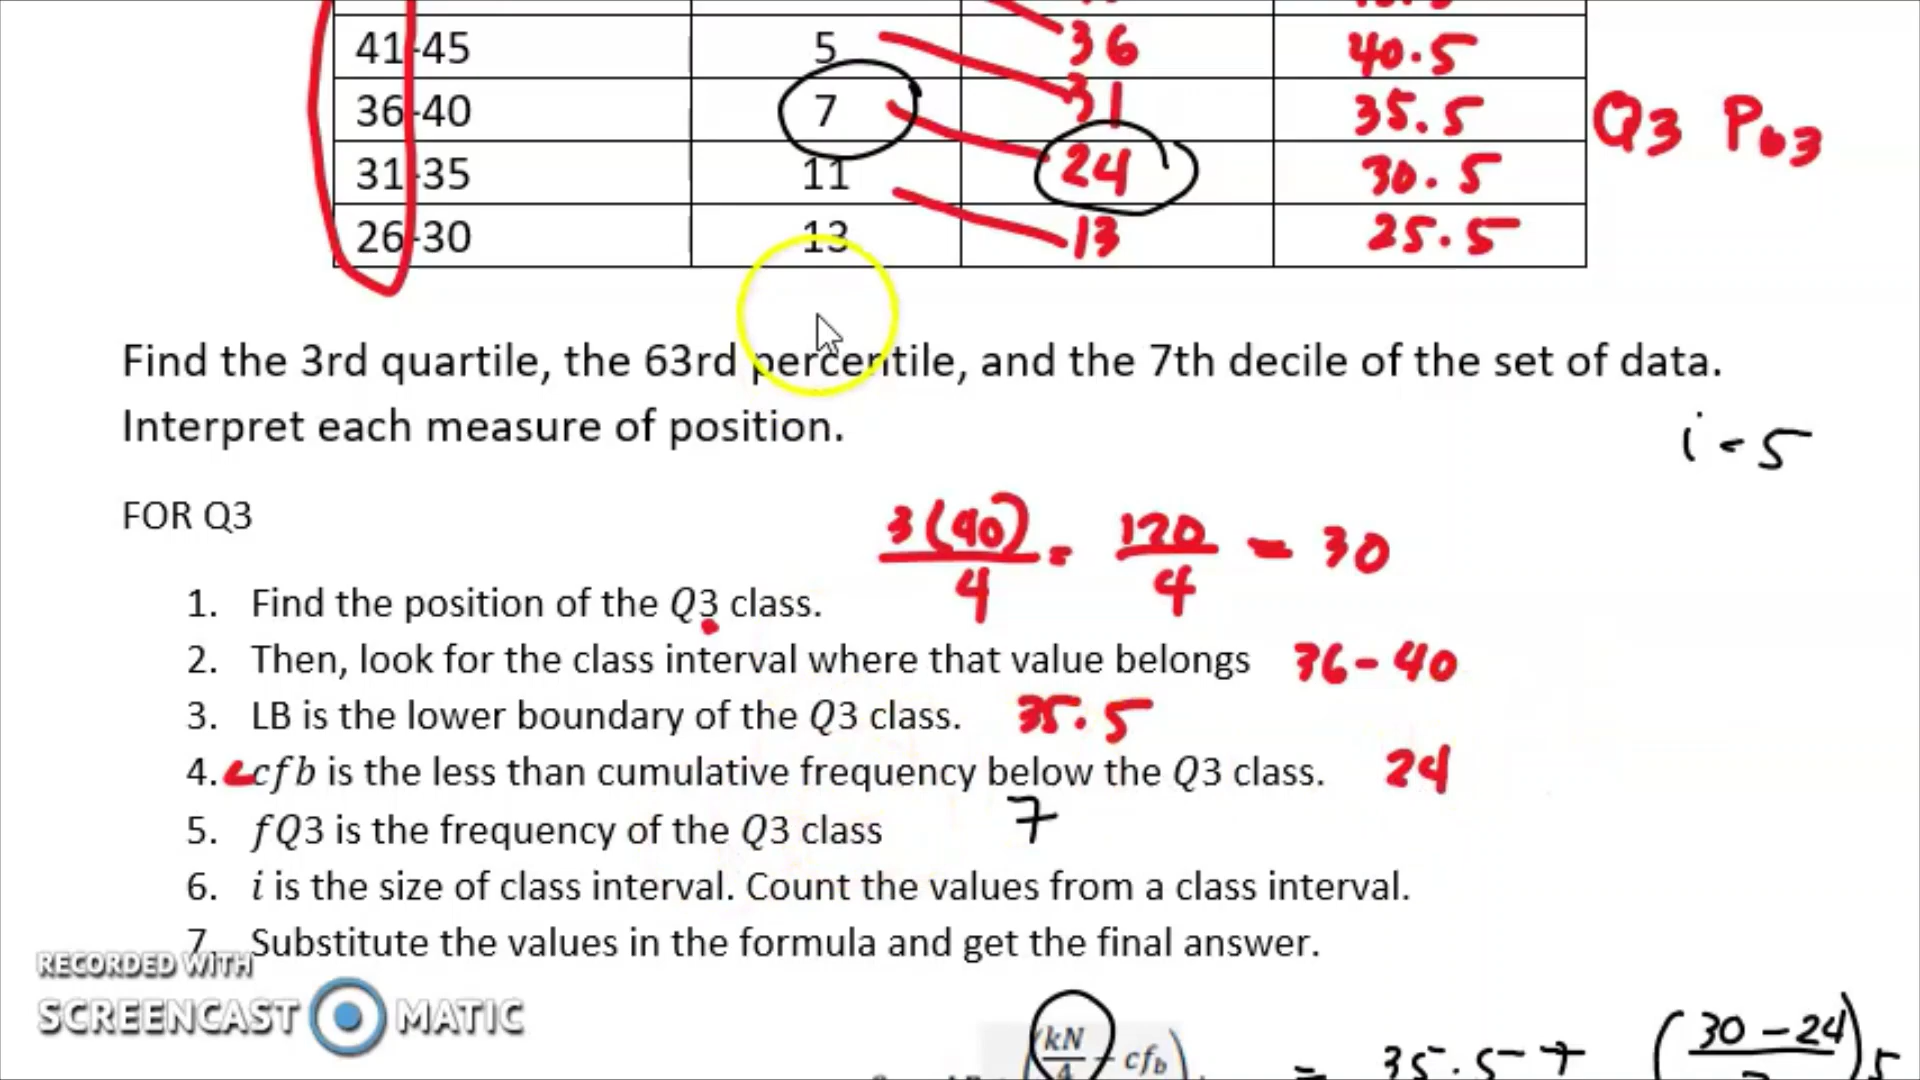 41-45 5 36 40.5
36-40 7 31 35.5 Q3 P63
31-35 11 24 30.5
26-30 13 13 25.5
Find the 3rd quartile, the 63rd percentile, and the 7th decile of the set of data.
Interpret each measure of position.
i = 5
FOR Q3
3(40)/4 = 120/4 = 30
1. Find the position of the Q3 class.
2. Then, look for the class interval where that value belongs 36-40
3. LB is the lower boundary of the Q3 class. 35.5
4. <cfb is the less than cumulative frequency below the Q3 class. 24
5. fQ3 is the frequency of the Q3 class 7
6. i is the size of class interval. Count the values from a class interval.
7. Substitute the values in the formula and get the final answer.
RECORDED WITH
SCREENCAST MATIC
(kN/4 - cfb) = 35.5 + (30-24) 5